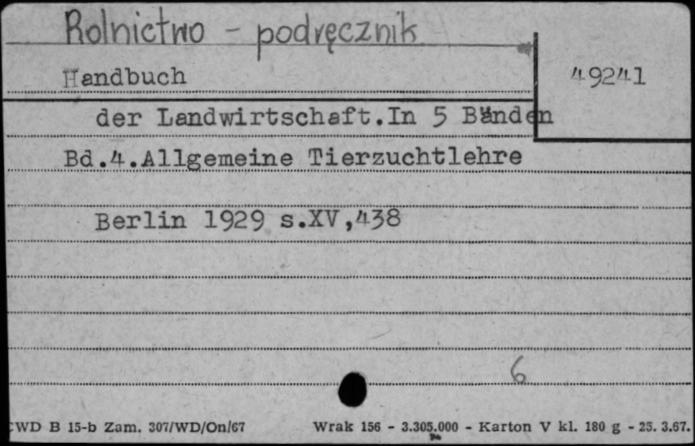 Rolnictwo - podręcznik
Handbuch
49241
der Landwirtschaft.In 5 Bänden
Bd.4.Allgemeine Tierzuchtlehre
Berlin 1929 s.XV,438
6
CWD B 15-b Zam. 307/WD/On/67 Wrak 156 - 3.305.000 - Karton V kl. 180 g - 25. 3.67.